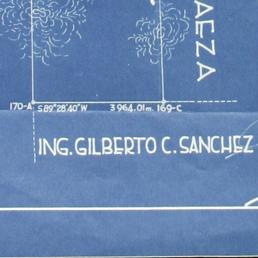 AEZA
170-A S 89°28'40" W 3 964.01 m. 169-C
ING. GILBERTO C. SANCHEZ